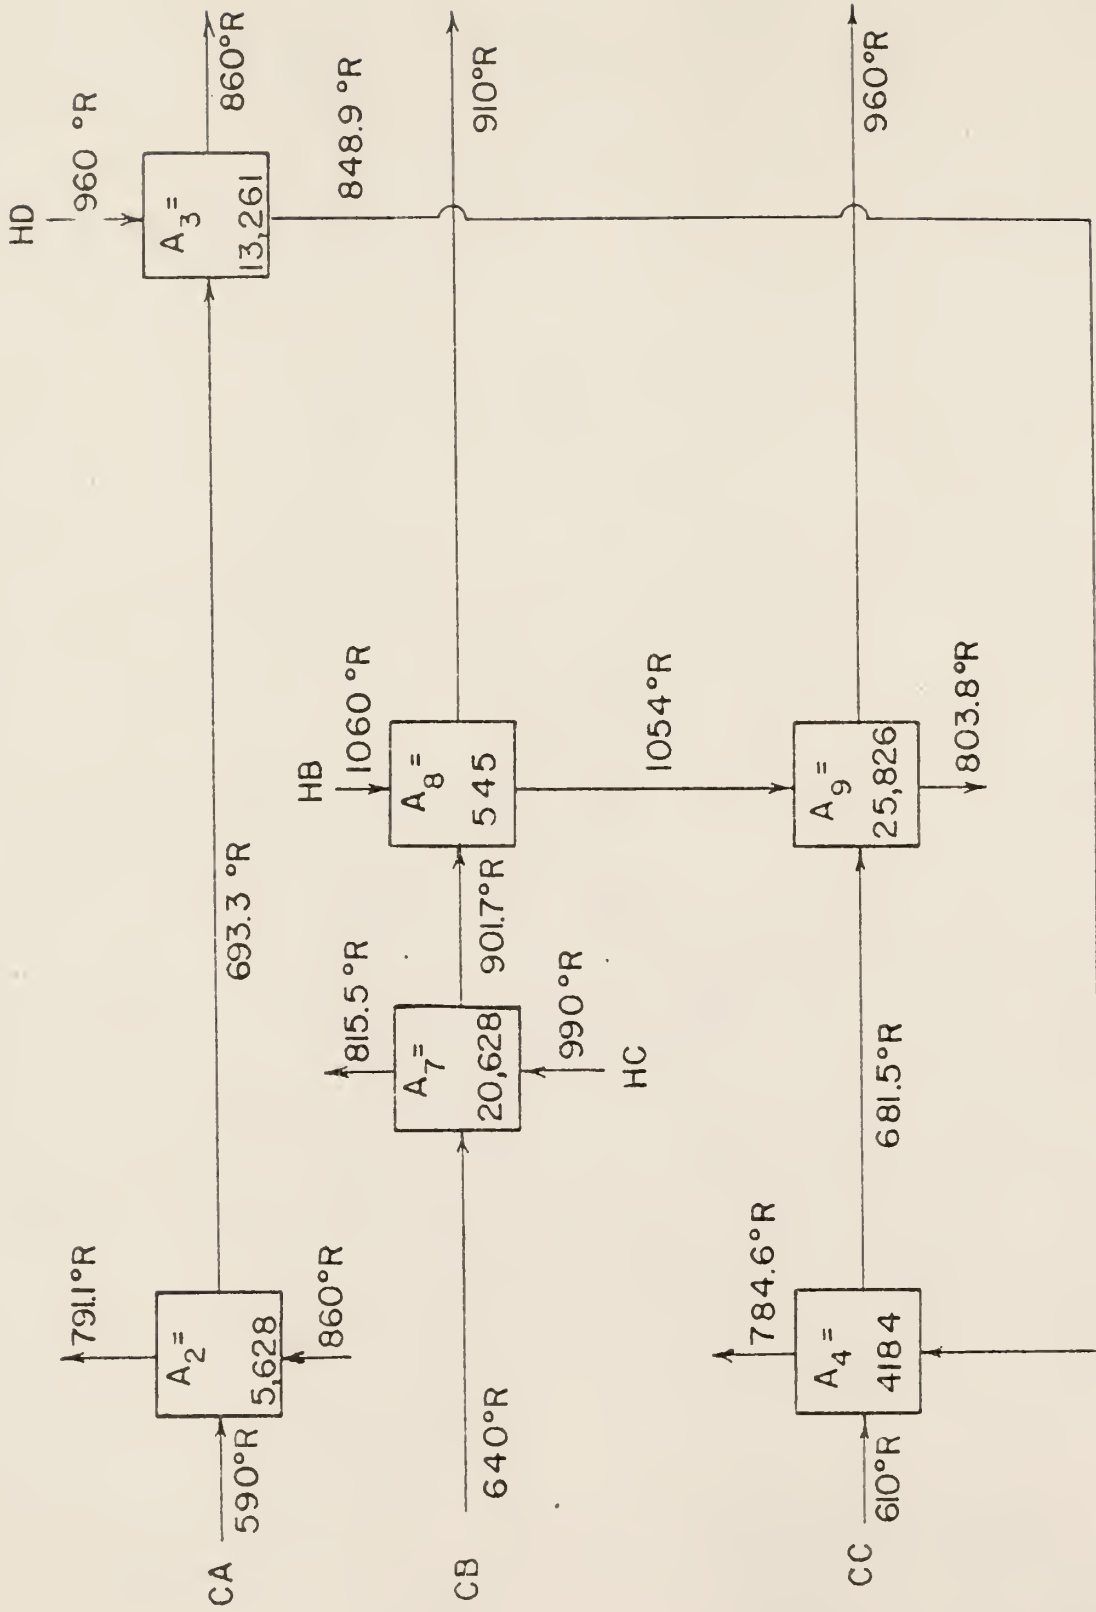 HD
960 °R
A3=
13,261
860°R
848.9 °R
693.3 °R
791.1°R
A2=
5,628
860°R
CA
590°R
HB
1060 °R
A8=
545
910°R
901.7°R
815.5 °R
A7=
20,628
990°R
HC
CB
640°R
1054°R
A9=
25,826
960°R
803.8°R
681.5°R
784.6°R
A4=
4184
CC
610°R